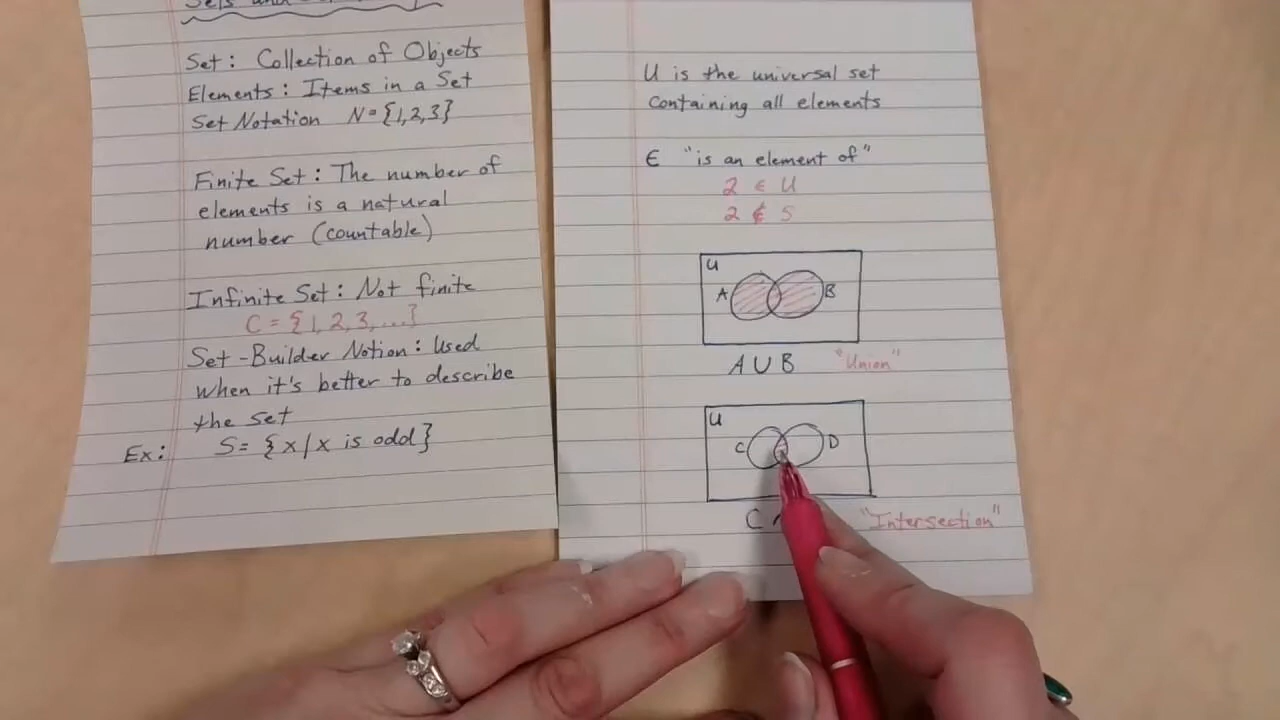 Sets and
Set: Collection of Objects
Elements: Items in a Set
Set Notation N={1,2,3}
Finite Set: The number of
elements is a natural
number (countable)
Infinite Set: Not finite
C = {1, 2, 3, ...}
Set-Builder Notion: Used
when it's better to describe
the set
Ex: S= {x/x is odd}
U is the universal set
containing all elements
∈ "is an element of"
2 ∈ U
2 ∉ S
U
A B
A U B "Union"
U
C D
C "Intersection"